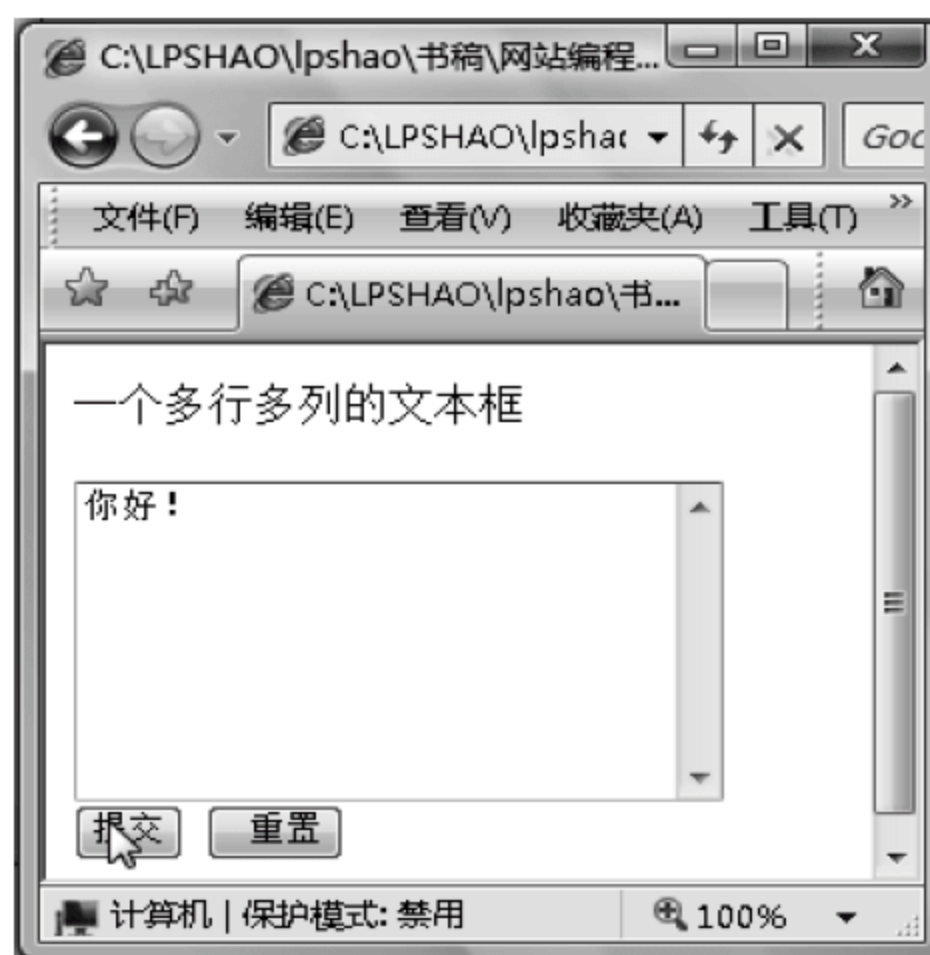 C:\LPSHAO\lpshao\书稿\网站编程...
C:\LPSHAO\lpshac
Goo
文件(F) 编辑(E) 查看(V) 收藏夹(A) 工具(T) »
C:\LPSHAO\lpshao\书...
一个多行多列的文本框
你好！
提交 重置
计算机 | 保护模式: 禁用 100%